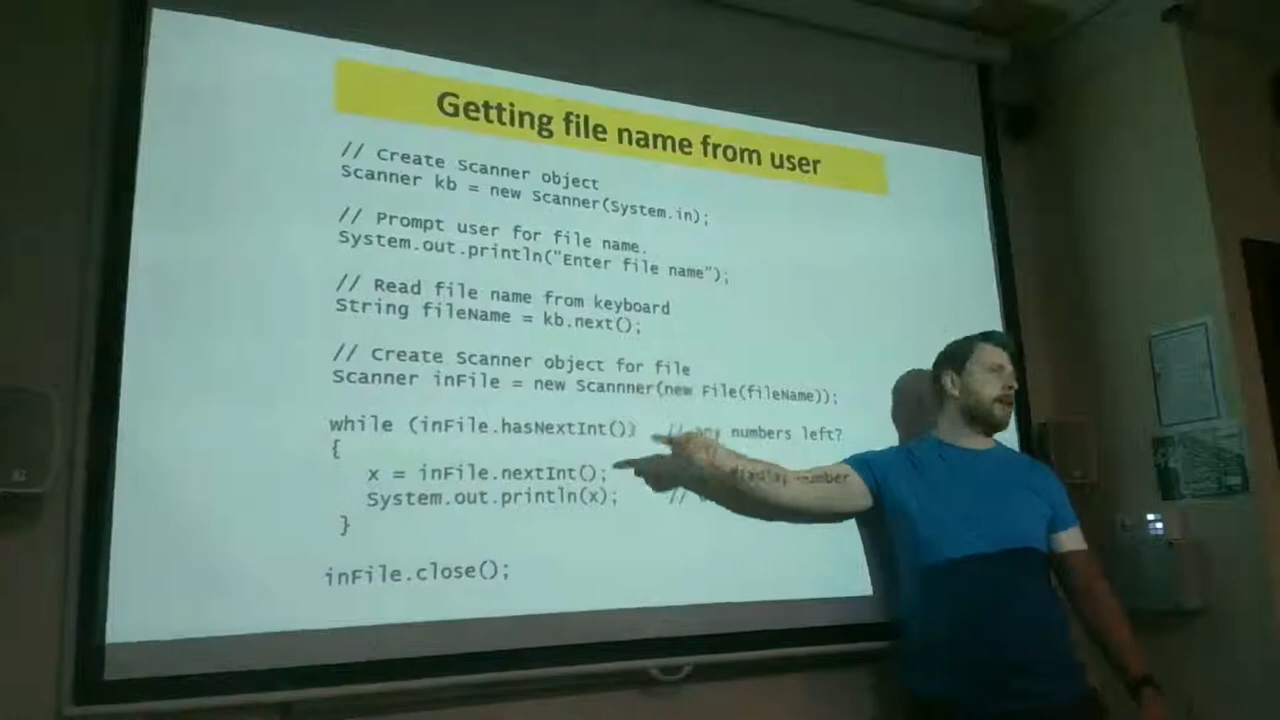 Getting file name from user
// Create Scanner object
Scanner kb = new Scanner(System.in);
// Prompt user for file name.
System.out.println("Enter file name");
// Read file name from keyboard
String fileName = kb.next();
// Create Scanner object for file
Scanner inFile = new Scannner(new File(fileName));
while (inFile.hasNextInt()) // any numbers left?
{
x = inFile.nextInt();
System.out.println(x); // display number
}
inFile.close();